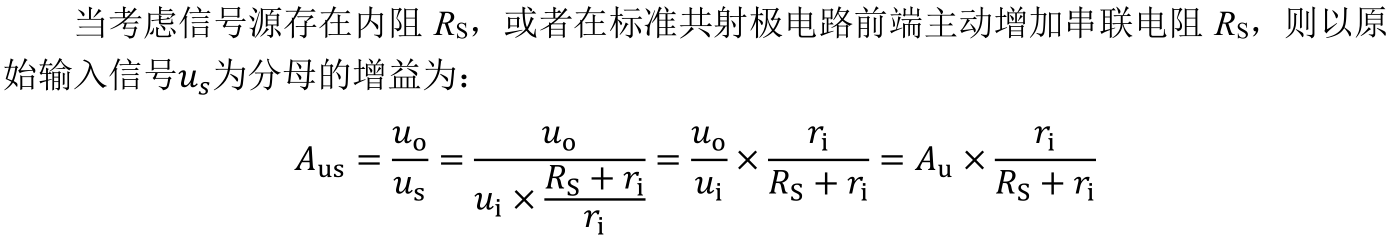 当考虑信号源存在内阻 R_S，或者在标准共射极电路前端主动增加串联电阻 R_S，则以原
始输入信号u_s为分母的增益为：
A_us = u_o/u_s = u_o/(u_i × (R_S + r_i)/r_i) = u_o/u_i × r_i/(R_S + r_i) = A_u × r_i/(R_S + r_i)